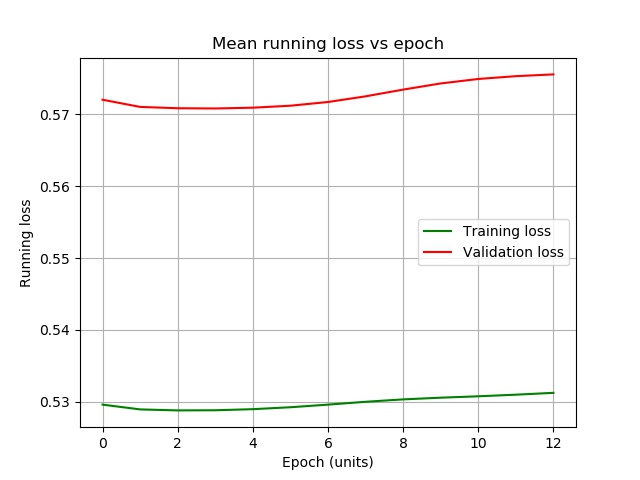 Mean running loss vs epoch
0.57
0.56
0.55
0.54
0.53
Running loss
Training loss
Validation loss
0 2 4 6 8 10 12
Epoch (units)